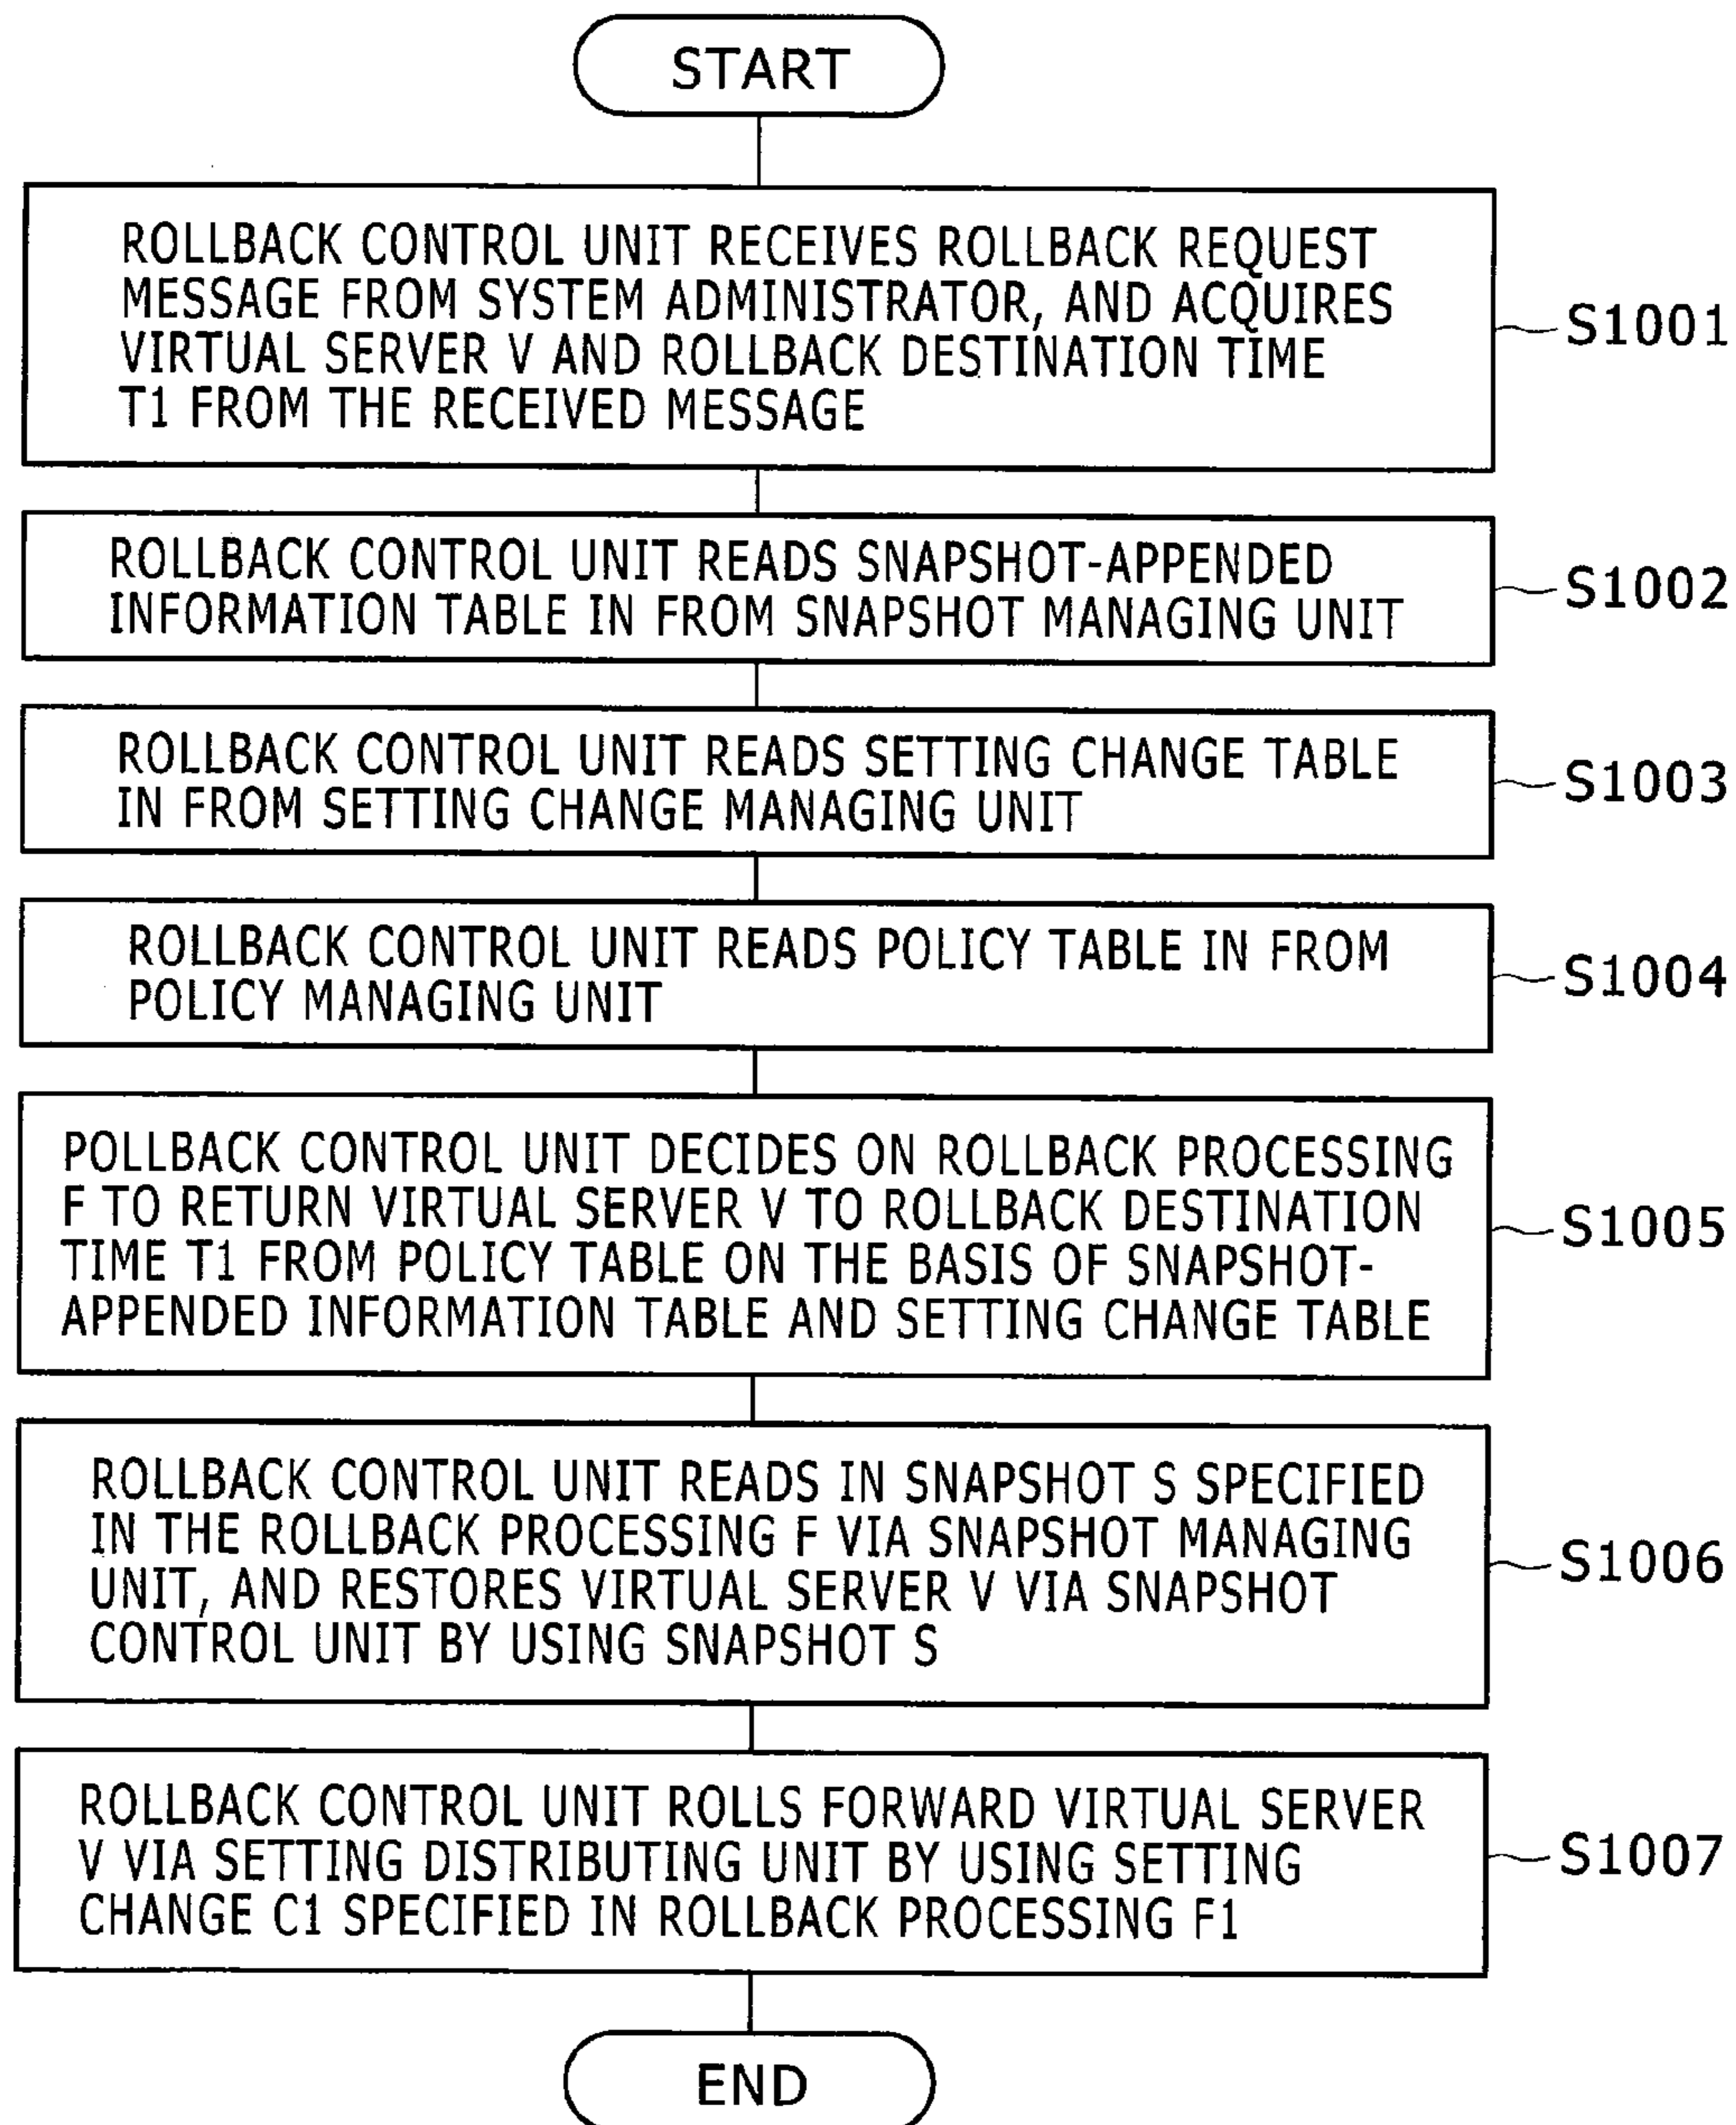 START
ROLLBACK CONTROL UNIT RECEIVES ROLLBACK REQUEST
MESSAGE FROM SYSTEM ADMINISTRATOR, AND ACQUIRES
VIRTUAL SERVER V AND ROLLBACK DESTINATION TIME
T1 FROM THE RECEIVED MESSAGE
S1001
ROLLBACK CONTROL UNIT READS SNAPSHOT-APPENDED
INFORMATION TABLE IN FROM SNAPSHOT MANAGING UNIT
S1002
ROLLBACK CONTROL UNIT READS SETTING CHANGE TABLE
IN FROM SETTING CHANGE MANAGING UNIT
S1003
ROLLBACK CONTROL UNIT READS POLICY TABLE IN FROM
POLICY MANAGING UNIT
S1004
POLLBACK CONTROL UNIT DECIDES ON ROLLBACK PROCESSING
F TO RETURN VIRTUAL SERVER V TO ROLLBACK DESTINATION
TIME T1 FROM POLICY TABLE ON THE BASIS OF SNAPSHOT-
APPENDED INFORMATION TABLE AND SETTING CHANGE TABLE
S1005
ROLLBACK CONTROL UNIT READS IN SNAPSHOT S SPECIFIED
IN THE ROLLBACK PROCESSING F VIA SNAPSHOT MANAGING
UNIT, AND RESTORES VIRTUAL SERVER V VIA SNAPSHOT
CONTROL UNIT BY USING SNAPSHOT S
S1006
ROLLBACK CONTROL UNIT ROLLS FORWARD VIRTUAL SERVER
V VIA SETTING DISTRIBUTING UNIT BY USING SETTING
CHANGE C1 SPECIFIED IN ROLLBACK PROCESSING F1
S1007
END